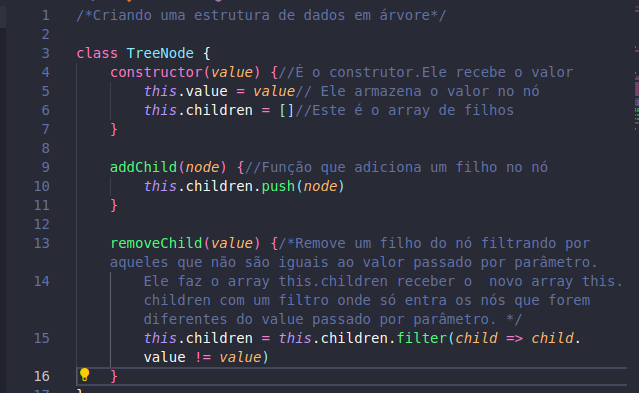 1 /*Criando uma estrutura de dados em árvore*/
2
3 class TreeNode {
4 constructor(value) {//É o construtor.Ele recebe o valor
5 this.value = value// Ele armazena o valor no nó
6 this.children = []//Este é o array de filhos
7 }
8
9 addChild(node) {//Função que adiciona um filho no nó
10 this.children.push(node)
11 }
12
13 removeChild(value) {/*Remove um filho do nó filtrando por
aqueles que não são iguais ao valor passado por parâmetro.
14 Ele faz o array this.children receber o  novo array this.
children com um filtro onde só entra os nós que forem
diferentes do value passado por parâmetro. */
15 this.children = this.children.filter(child => child.
value != value)
16 }